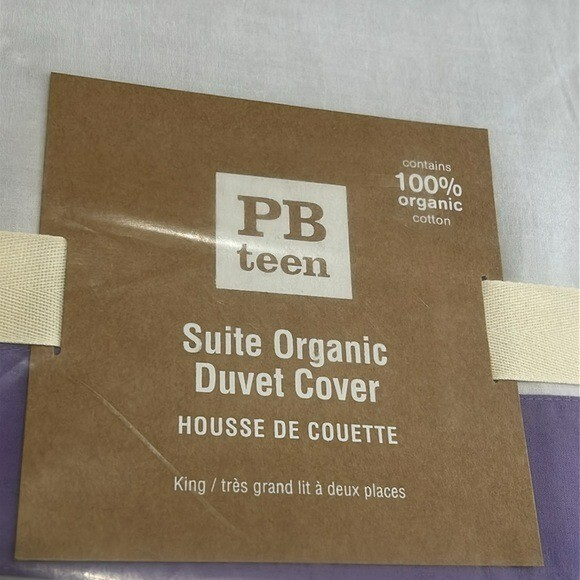 contains
100%
organic
cotton
PB
teen
Suite Organic
Duvet Cover
HOUSSE DE COUETTE
King / très grand lit à deux places